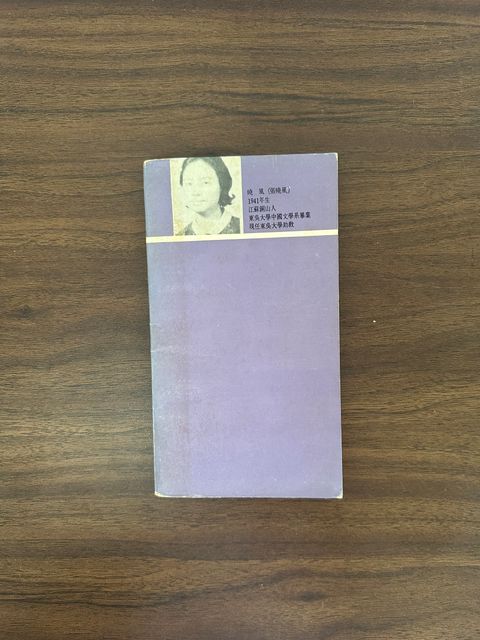 曉　風（張曉風）
1941年生
江蘇銅山人
東吳大學中國文學系畢業
現任東吳大學助教